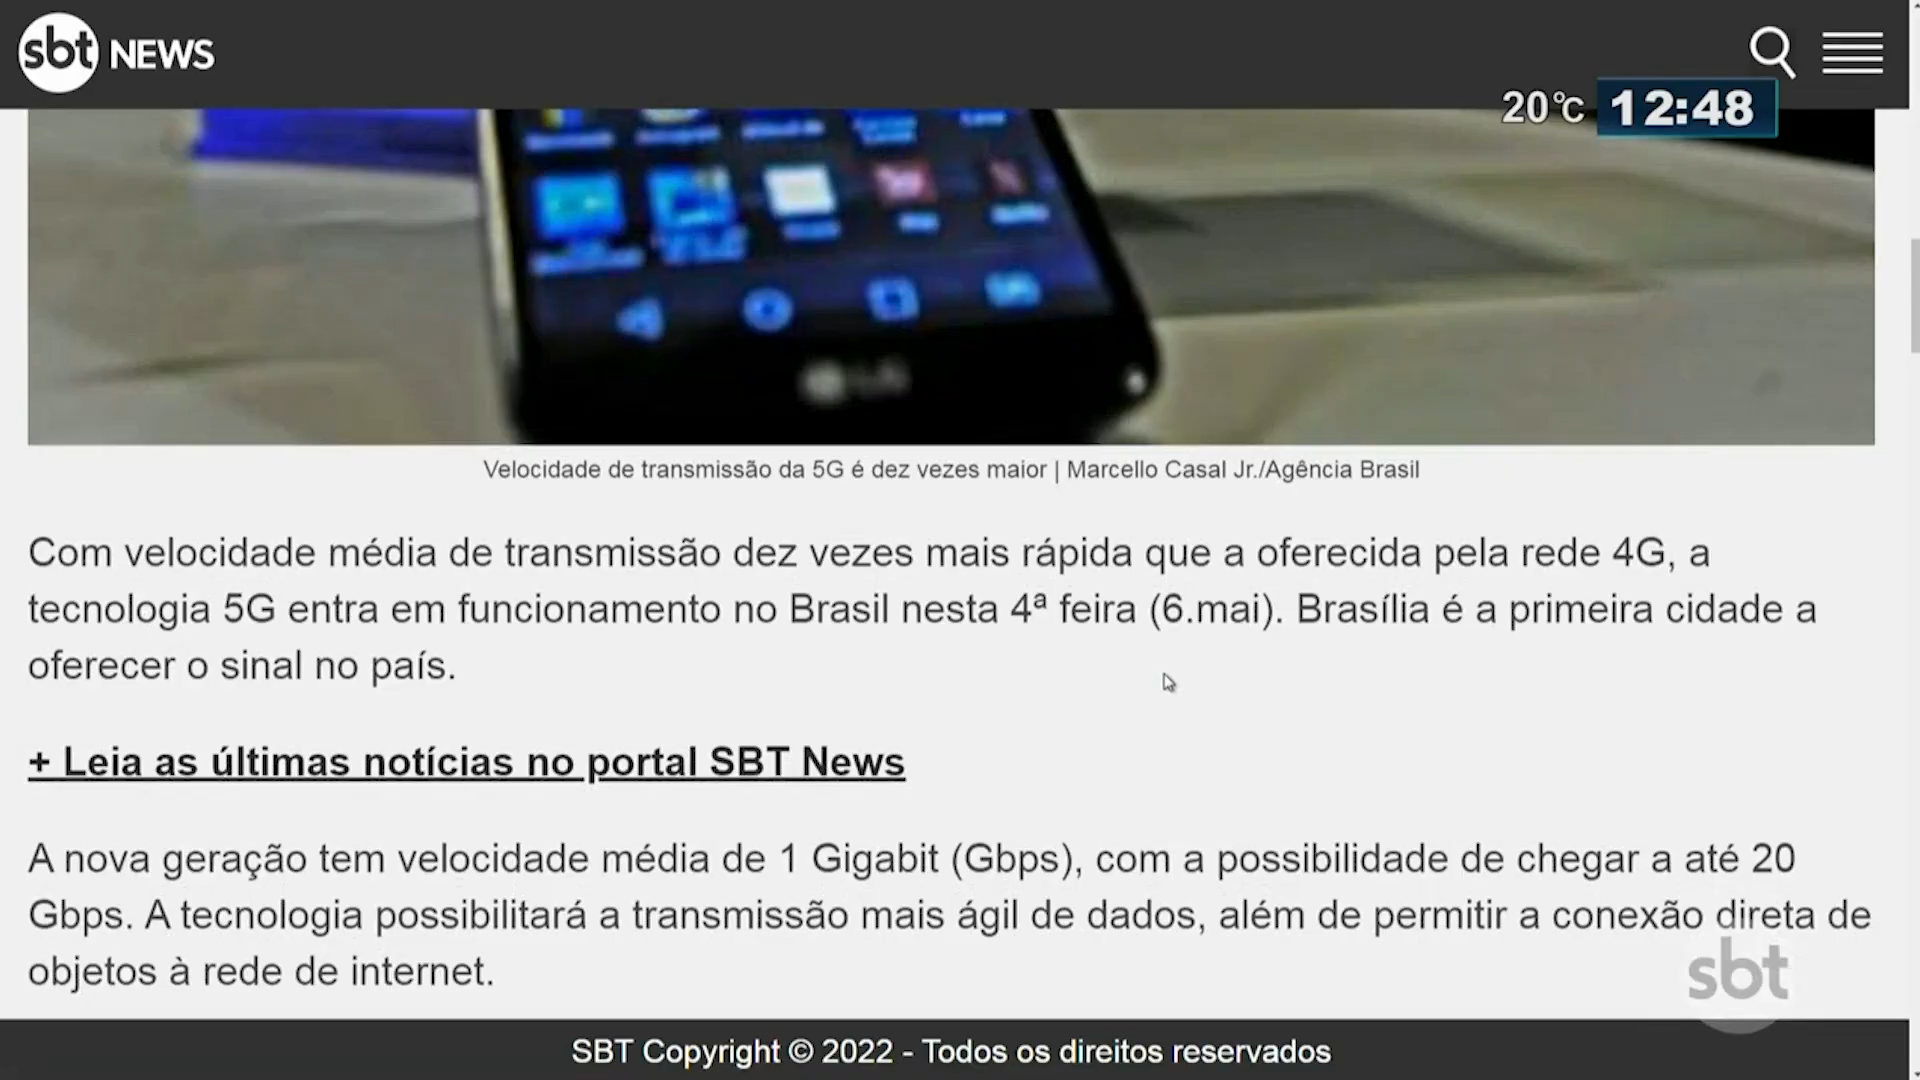 sbt NEWS
20°C 12:48
LG
Velocidade de transmissão da 5G é dez vezes maior | Marcello Casal Jr./Agência Brasil
Com velocidade média de transmissão dez vezes mais rápida que a oferecida pela rede 4G, a
tecnologia 5G entra em funcionamento no Brasil nesta 4ª feira (6.mai). Brasília é a primeira cidade a
oferecer o sinal no país.
+ Leia as últimas notícias no portal SBT News
A nova geração tem velocidade média de 1 Gigabit (Gbps), com a possibilidade de chegar a até 20
Gbps. A tecnologia possibilitará a transmissão mais ágil de dados, além de permitir a conexão direta de
objetos à rede de internet.
sbt
SBT Copyright © 2022 - Todos os direitos reservados